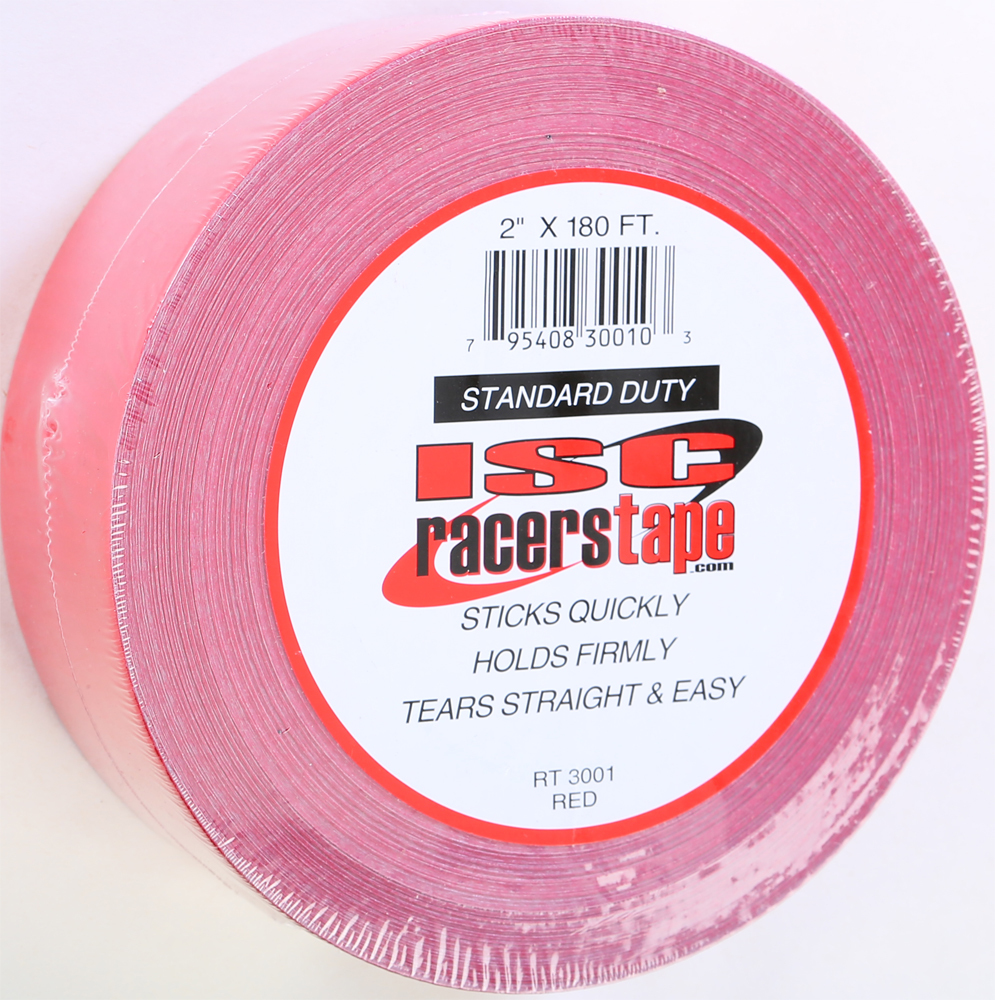 2" X 180 FT.
7 95408 30010 3
STANDARD DUTY
ISC
racerstape
.com
STICKS QUICKLY
HOLDS FIRMLY
TEARS STRAIGHT & EASY
RT 3001
RED